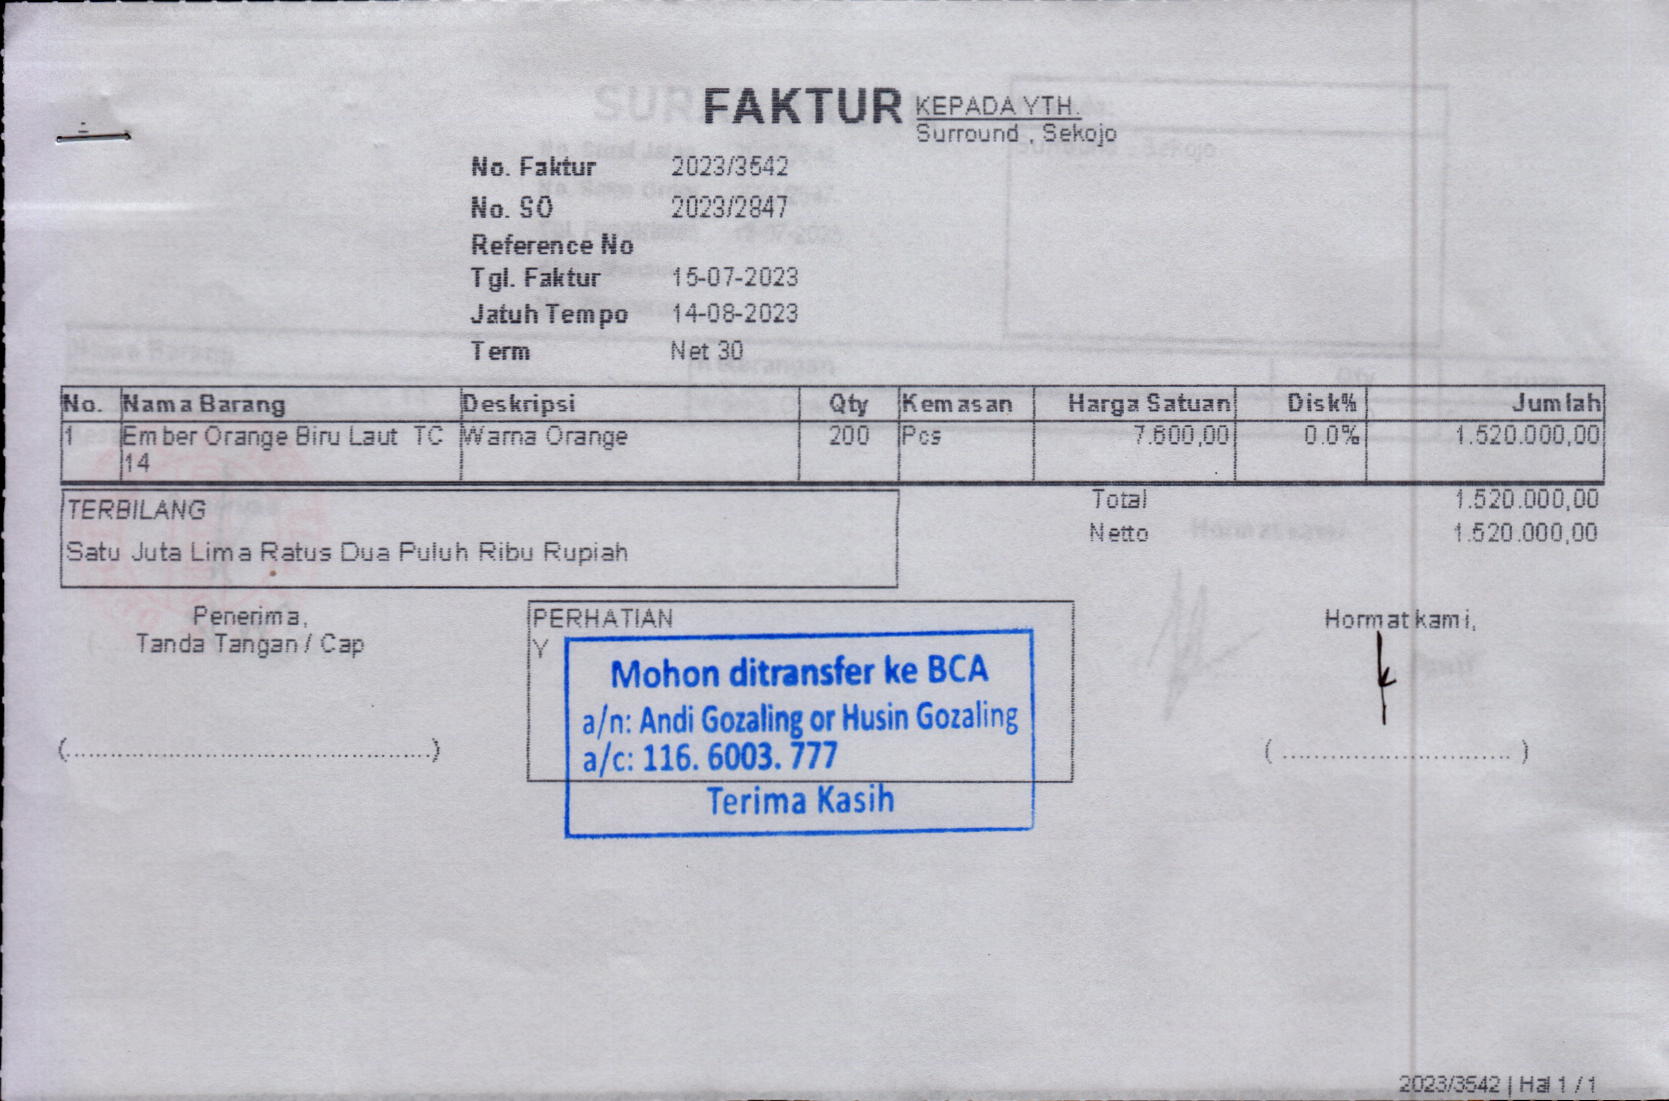 FAKTUR
KEPADA YTH.
Surround , Sekojo
No. Faktur 2023/3542
No. SO 2023/2847
Reference No
Tgl. Faktur 15-07-2023
Jatuh Tempo 14-08-2023
Term Net 30
No. Nama Barang Deskripsi Qty Kemasan Harga Satuan Disk% Jumlah
1 Ember Orange Biru Laut TC Warna Orange 200 Pcs 7.600,00 0.0% 1.520.000,00
14
TERBILANG
Satu Juta Lima Ratus Dua Puluh Ribu Rupiah
Total 1.520.000,00
Netto 1.520.000,00
Penerima,
Tanda Tangan / Cap
(..........................................)
PERHATIAN
Y
Mohon ditransfer ke BCA
a/n: Andi Gozaling or Husin Gozaling
a/c: 116. 6003. 777
Terima Kasih
Hormat kami,
( ........................... )
2023/3542 | Hal 1 / 1